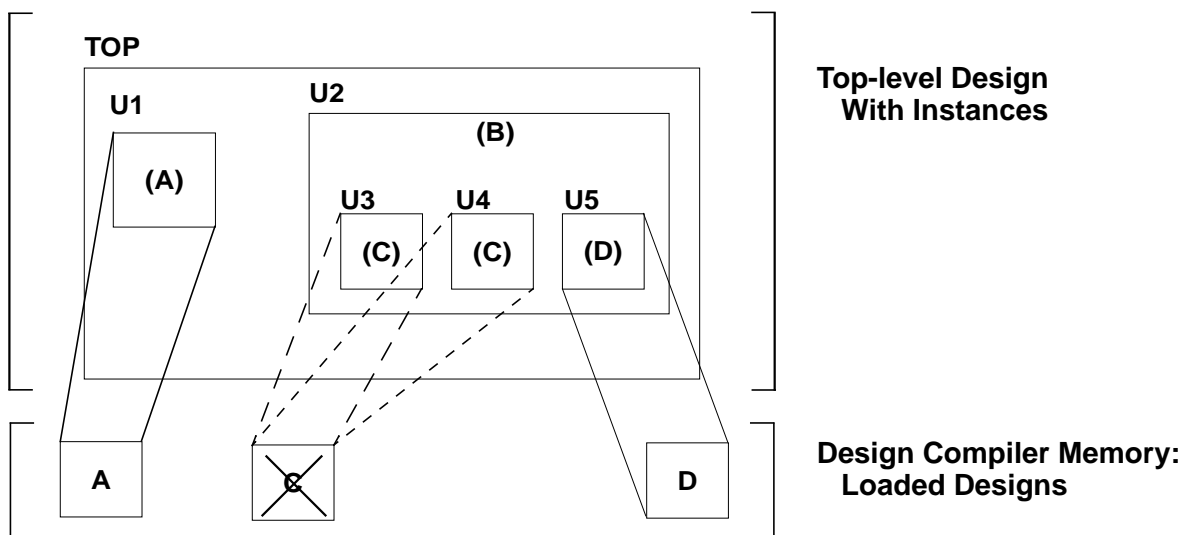 TOP
Top-level Design
With Instances
U1
U2
(B)
(A)
U3
U4
U5
(C)
(C)
(D)
Design Compiler Memory:
Loaded Designs
A
C
D